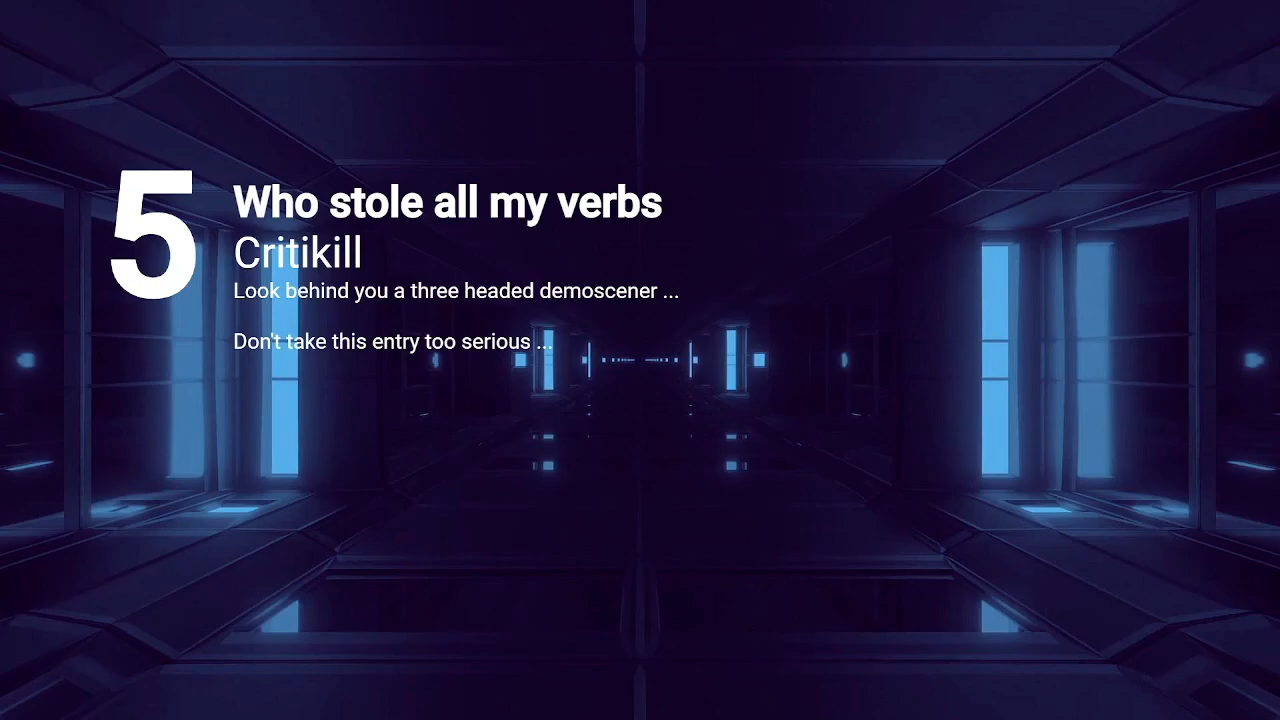 5
Who stole all my verbs
Critikill
Look behind you a three headed demoscener ...
Don't take this entry too serious ...